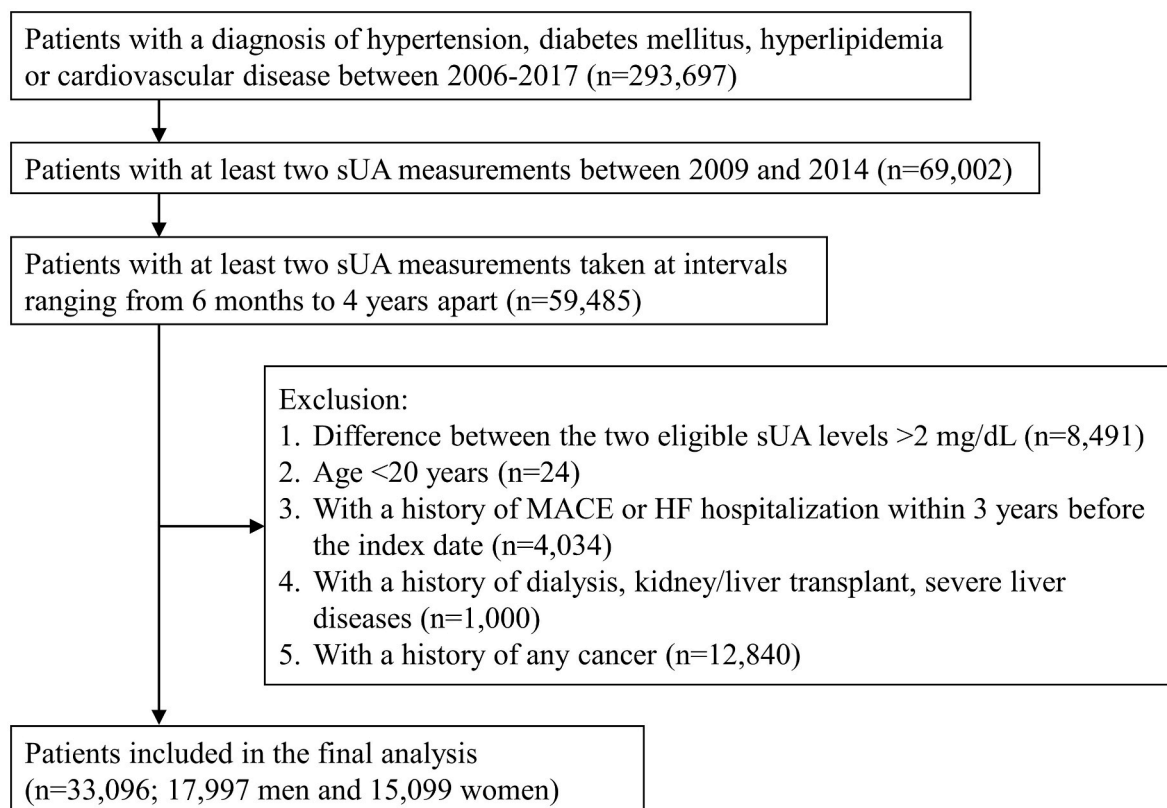 Patients with a diagnosis of hypertension, diabetes mellitus, hyperlipidemia
or cardiovascular disease between 2006-2017 (n=293,697)
Patients with at least two sUA measurements between 2009 and 2014 (n=69,002)
Patients with at least two sUA measurements taken at intervals
ranging from 6 months to 4 years apart (n=59,485)
Exclusion:
1. Difference between the two eligible sUA levels >2 mg/dL (n=8,491)
2. Age <20 years (n=24)
3. With a history of MACE or HF hospitalization within 3 years before
the index date (n=4,034)
4. With a history of dialysis, kidney/liver transplant, severe liver
diseases (n=1,000)
5. With a history of any cancer (n=12,840)
Patients included in the final analysis
(n=33,096; 17,997 men and 15,099 women)